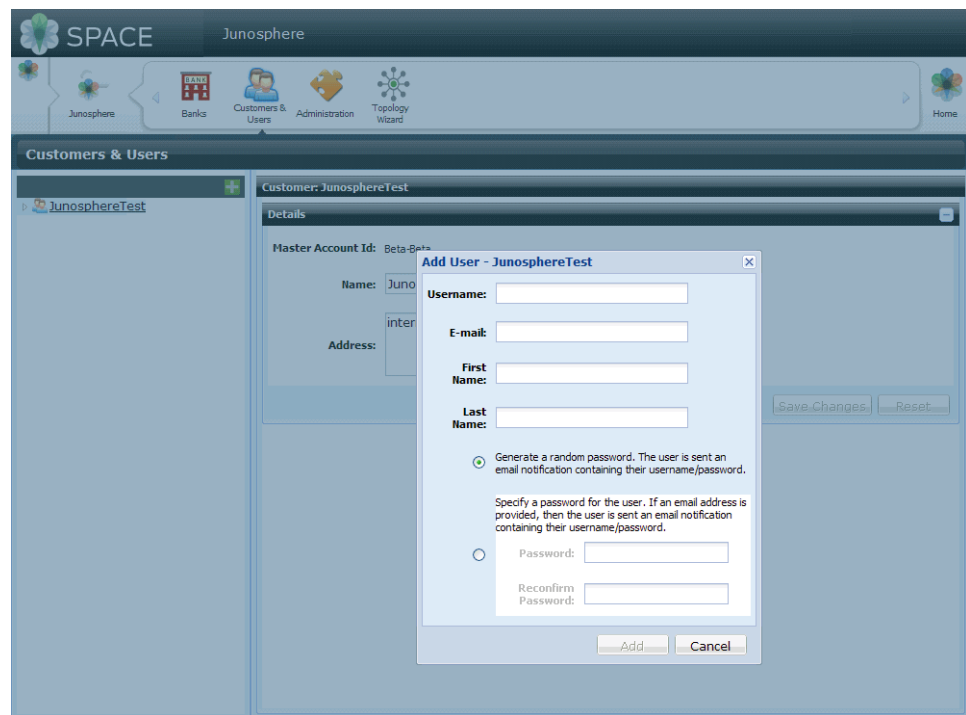 SPACE
Junosphere
Junosphere
BANK
Banks
Customers &
Users
Administration
Topology
Wizard
Home
Customers & Users
JunosphereTest
Customer: JunosphereTest
Details
Master Account Id: Beta-Beta
Name: Juno
Address: inter
Save Changes Reset
Add User - JunosphereTest
Username:
E-mail:
First
Name:
Last
Name:
Generate a random password. The user is sent an
email notification containing their username/password.
Specify a password for the user. If an email address is
provided, then the user is sent an email notification
containing their username/password.
Password:
Reconfirm
Password:
Add Cancel